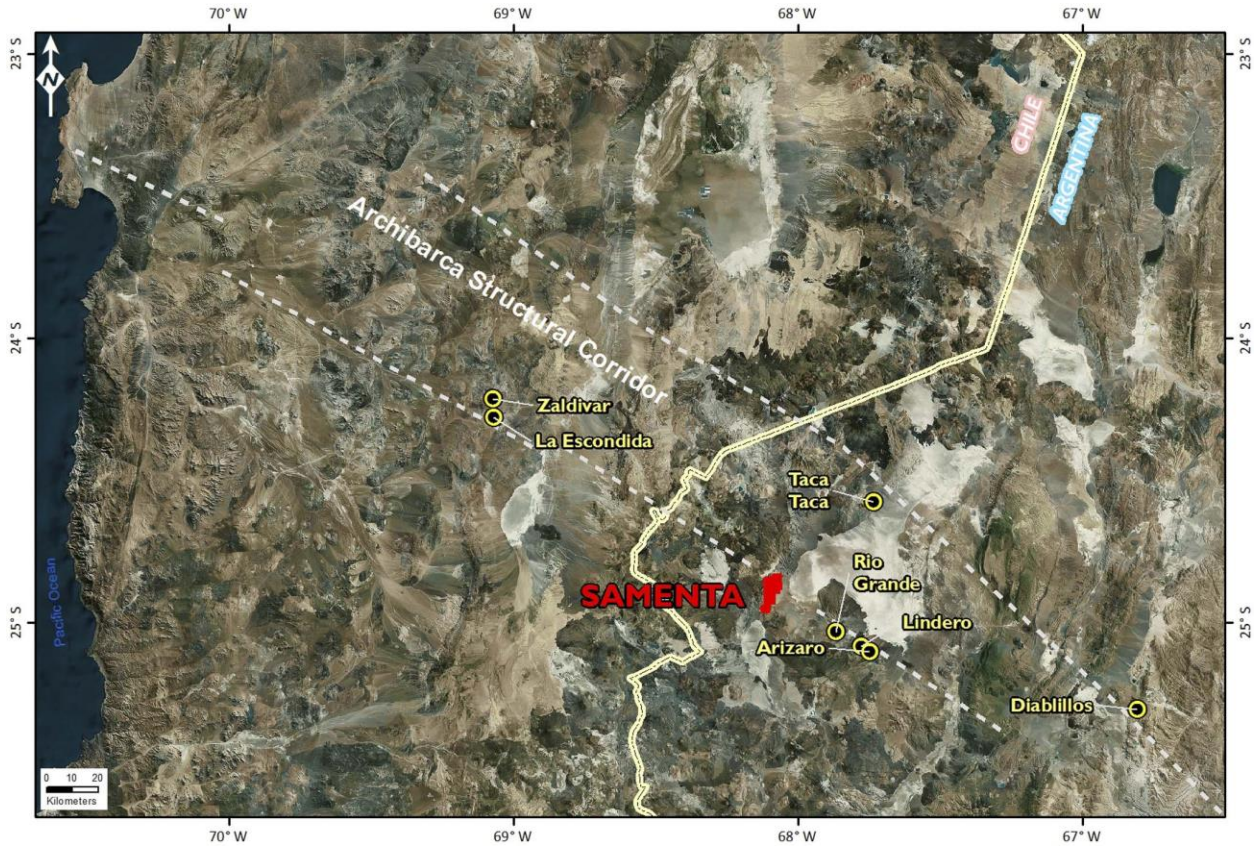 70° W
69° W
68° W
67° W
23° S
23° S
N
CHILE
ARGENTINA
Archibarca Structural Corridor
24° S
24° S
Zaldivar
La Escondida
Taca
Taca
Rio
Grande
SAMENTA
Lindero
Arizaro
Pacific Ocean
25° S
25° S
Diablillos
0 10 20
Kilometers
70° W
69° W
68° W
67° W